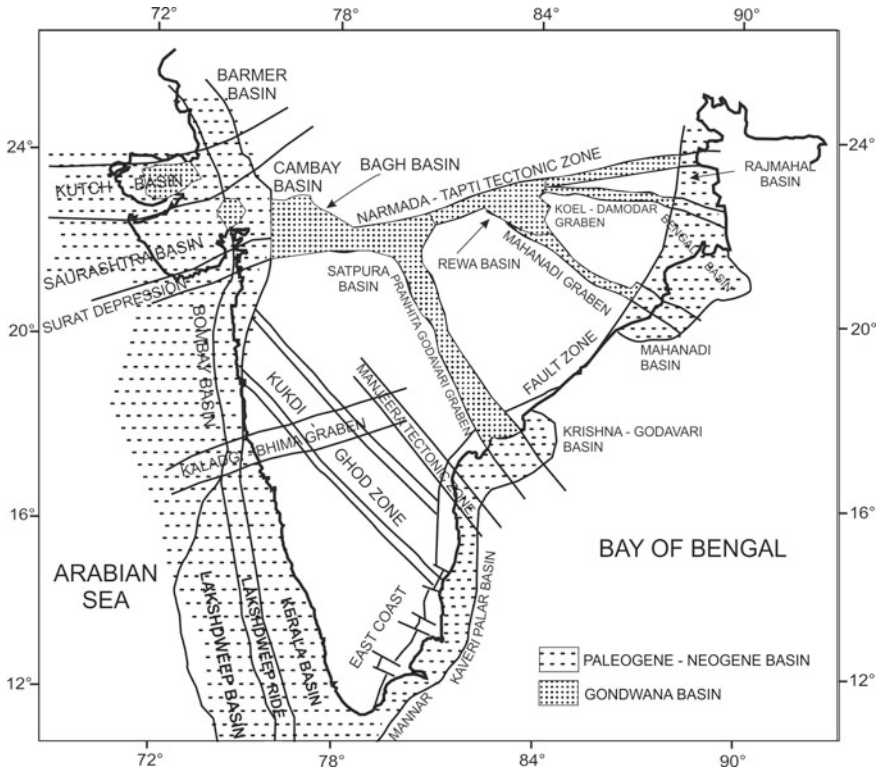 72°
78°
84°
90°
BARMER
BASIN
24°
24°
CAMBAY
BASIN
BAGH BASIN
NARMADA - TAPTI TECTONIC ZONE
RAJMAHAL
BASIN
KUTCH BASIN
KOEL - DAMODAR
GRABEN
BENGAL BASIN
SAURASHTRA BASIN
SATPURA
BASIN
REWA BASIN
MAHANADI GRABEN
SURAT DEPRESSION
20°
20°
BOMBAY BASIN
PRANHITA GODAVARI GRABEN
FAULT ZONE
MAHANADI
BASIN
KUKDI - GHOD ZONE
MANJEERA TECTONIC ZONE
KALADGI - BHIMA GRABEN
KRISHNA - GODAVARI
BASIN
16°
16°
ARABIAN
SEA
BAY OF BENGAL
LAKSHDWEEP BASIN
LAKSHDWEEP RIDE
KERALA BASIN
EAST COAST
KAVERI PALAR BASIN
MANNAR
PALEOGENE - NEOGENE BASIN
GONDWANA BASIN
12°
12°
72°
78°
84°
90°